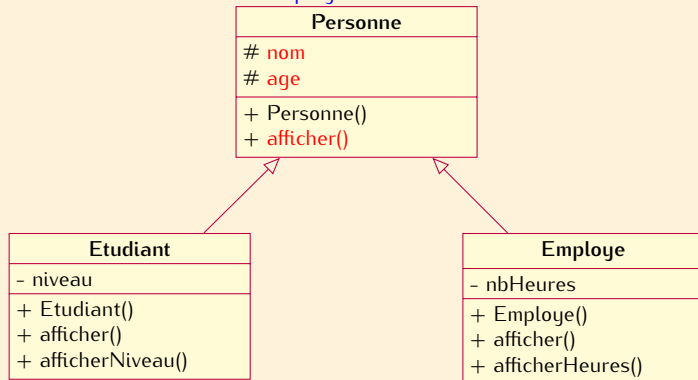 Personne
# nom
# age
+ Personne()
+ afficher()
Etudiant
- niveau
+ Etudiant()
+ afficher()
+ afficherNiveau()
Employe
- nbHeures
+ Employe()
+ afficher()
+ afficherHeures()